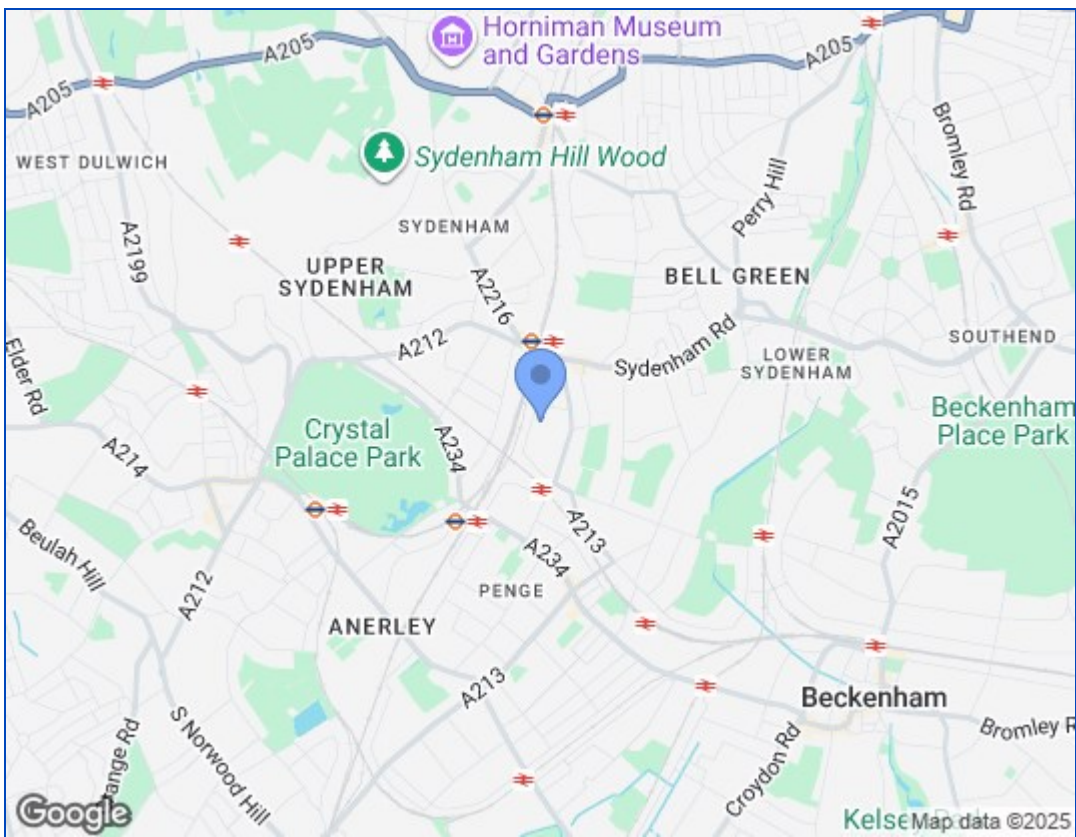 Horniman Museum
and Gardens
A205
A205
A205
A205
Bromley Rd
WEST DULWICH
Sydenham Hill Wood
Perry Hill
SYDENHAM
A2199
UPPER
SYDENHAM
BELL GREEN
A2216
A212
Sydenham Rd
SOUTHEND
LOWER
SYDENHAM
Elder Rd
Crystal
Palace Park
A234
Beckenham
Place Park
A214
A213
A2015
Beulah Hill
A212
A234
PENGE
ANERLEY
A213
Beckenham
S Norwood Hill
Croydon Rd
Bromley R
ange Rd
Google
Kelse
Map data ©2025